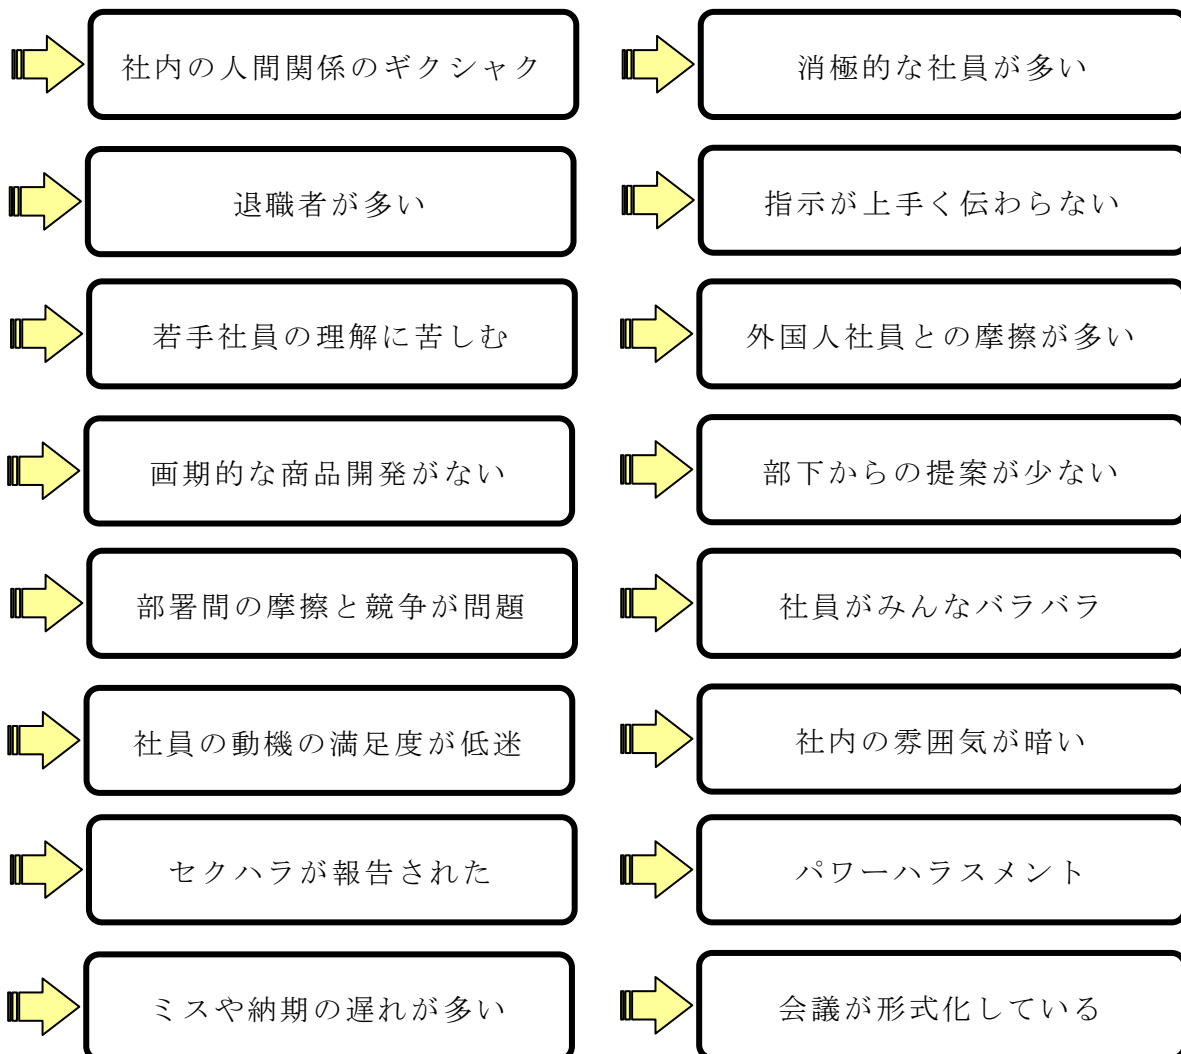 社内の人間関係のギクシャク
消極的な社員が多い
退職者が多い
指示が上手く伝わらない
若手社員の理解に苦しむ
外国人社員との摩擦が多い
画期的な商品開発がない
部下からの提案が少ない
部署間の摩擦と競争が問題
社員がみんなバラバラ
社員の動機の満足度が低迷
社内の雰囲気が暗い
セクハラが報告された
パワーハラスメント
ミスや納期の遅れが多い
会議が形式化している